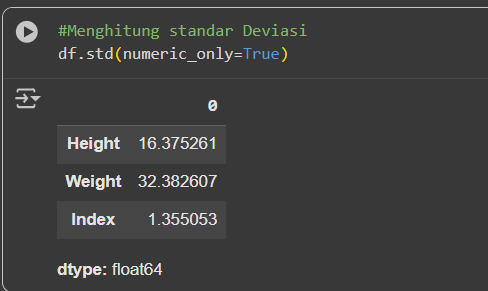 #Menghitung standar Deviasi
df.std(numeric_only=True)
0
Height 16.375261
Weight 32.382607
Index 1.355053
dtype: float64